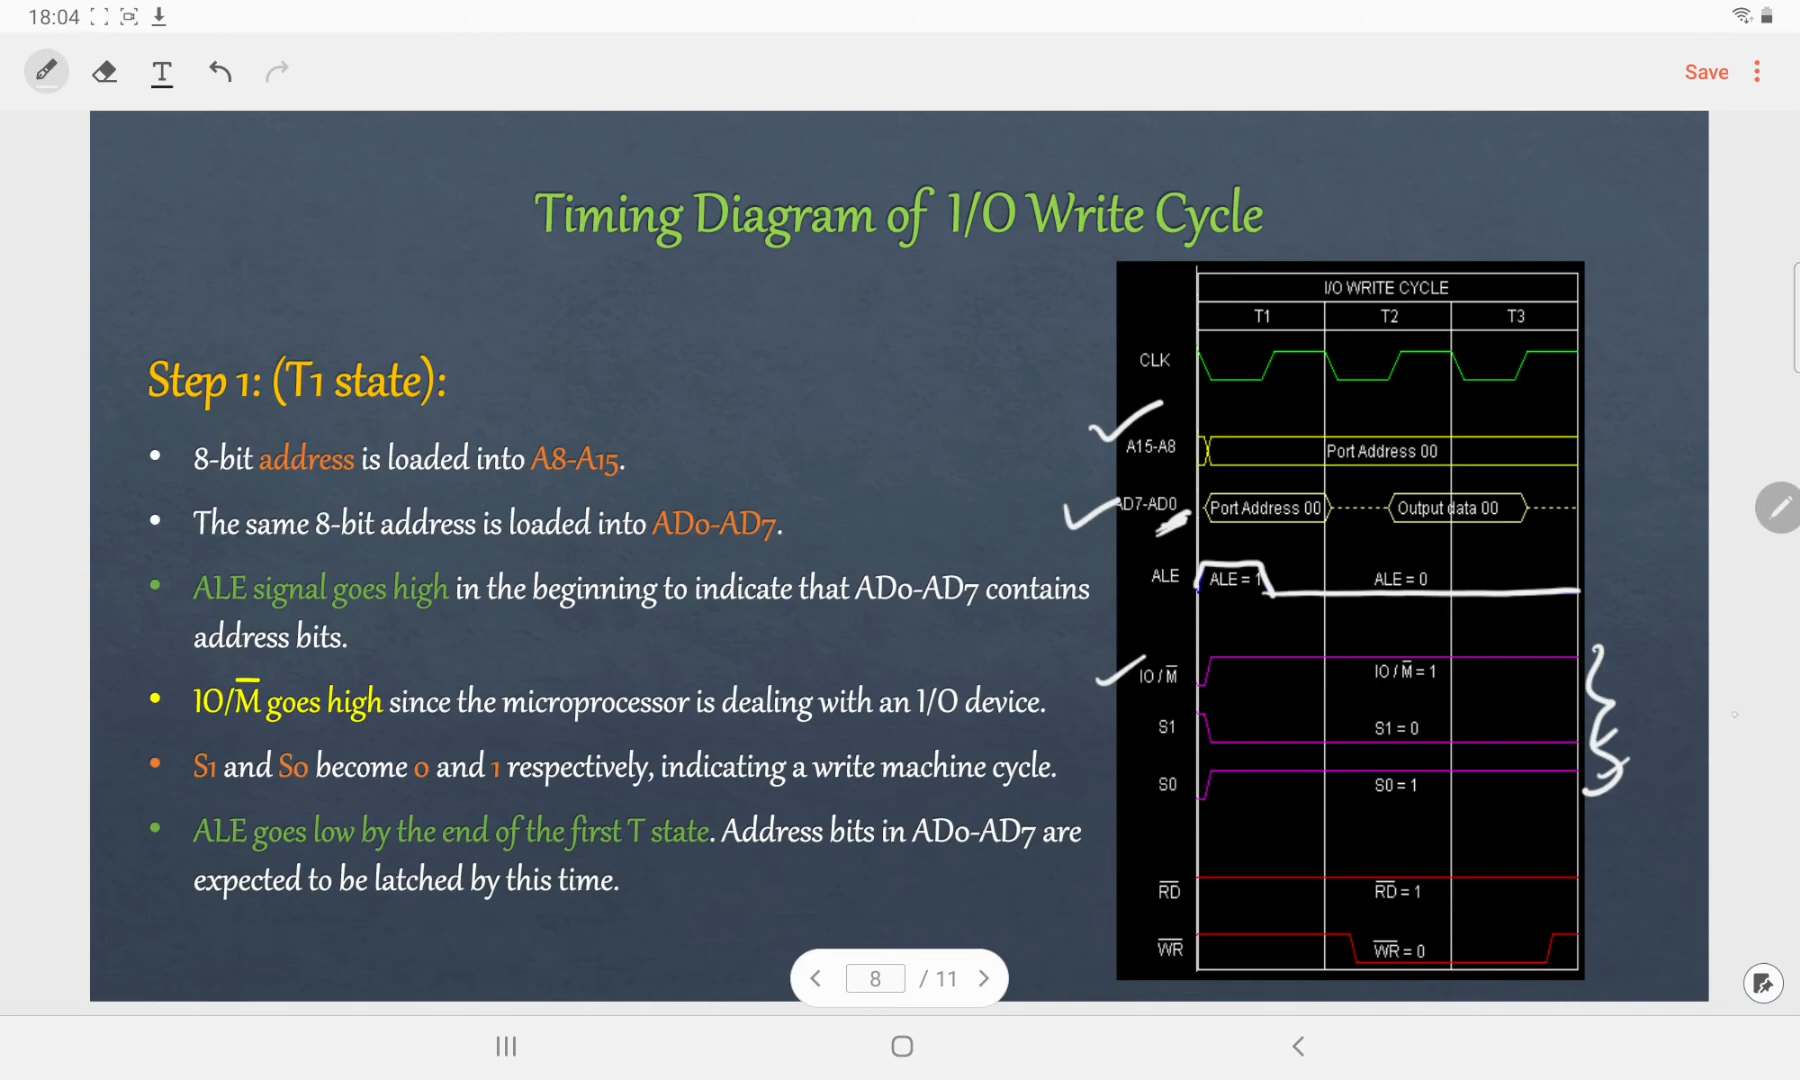 18:04
T
Save
Timing Diagram of I/O Write Cycle
Step 1: (T1 state):
• 8-bit address is loaded into A8-A15.
• The same 8-bit address is loaded into AD0-AD7.
• ALE signal goes high in the beginning to indicate that AD0-AD7 contains
address bits.
• IO/M̅ goes high since the microprocessor is dealing with an I/O device.
• S1 and S0 become 0 and 1 respectively, indicating a write machine cycle.
• ALE goes low by the end of the first T state. Address bits in AD0-AD7 are
expected to be latched by this time.
I/O WRITE CYCLE
T1 T2 T3
CLK
A15-A8 Port Address 00
AD7-AD0 Port Address 00 Output data 00
ALE ALE = 1 ALE = 0
IO / M̅ IO / M̅ = 1
S1 S1 = 0
S0 S0 = 1
R̅D̅ R̅D̅ = 1
W̅R̅ W̅R̅ = 0
8 / 11